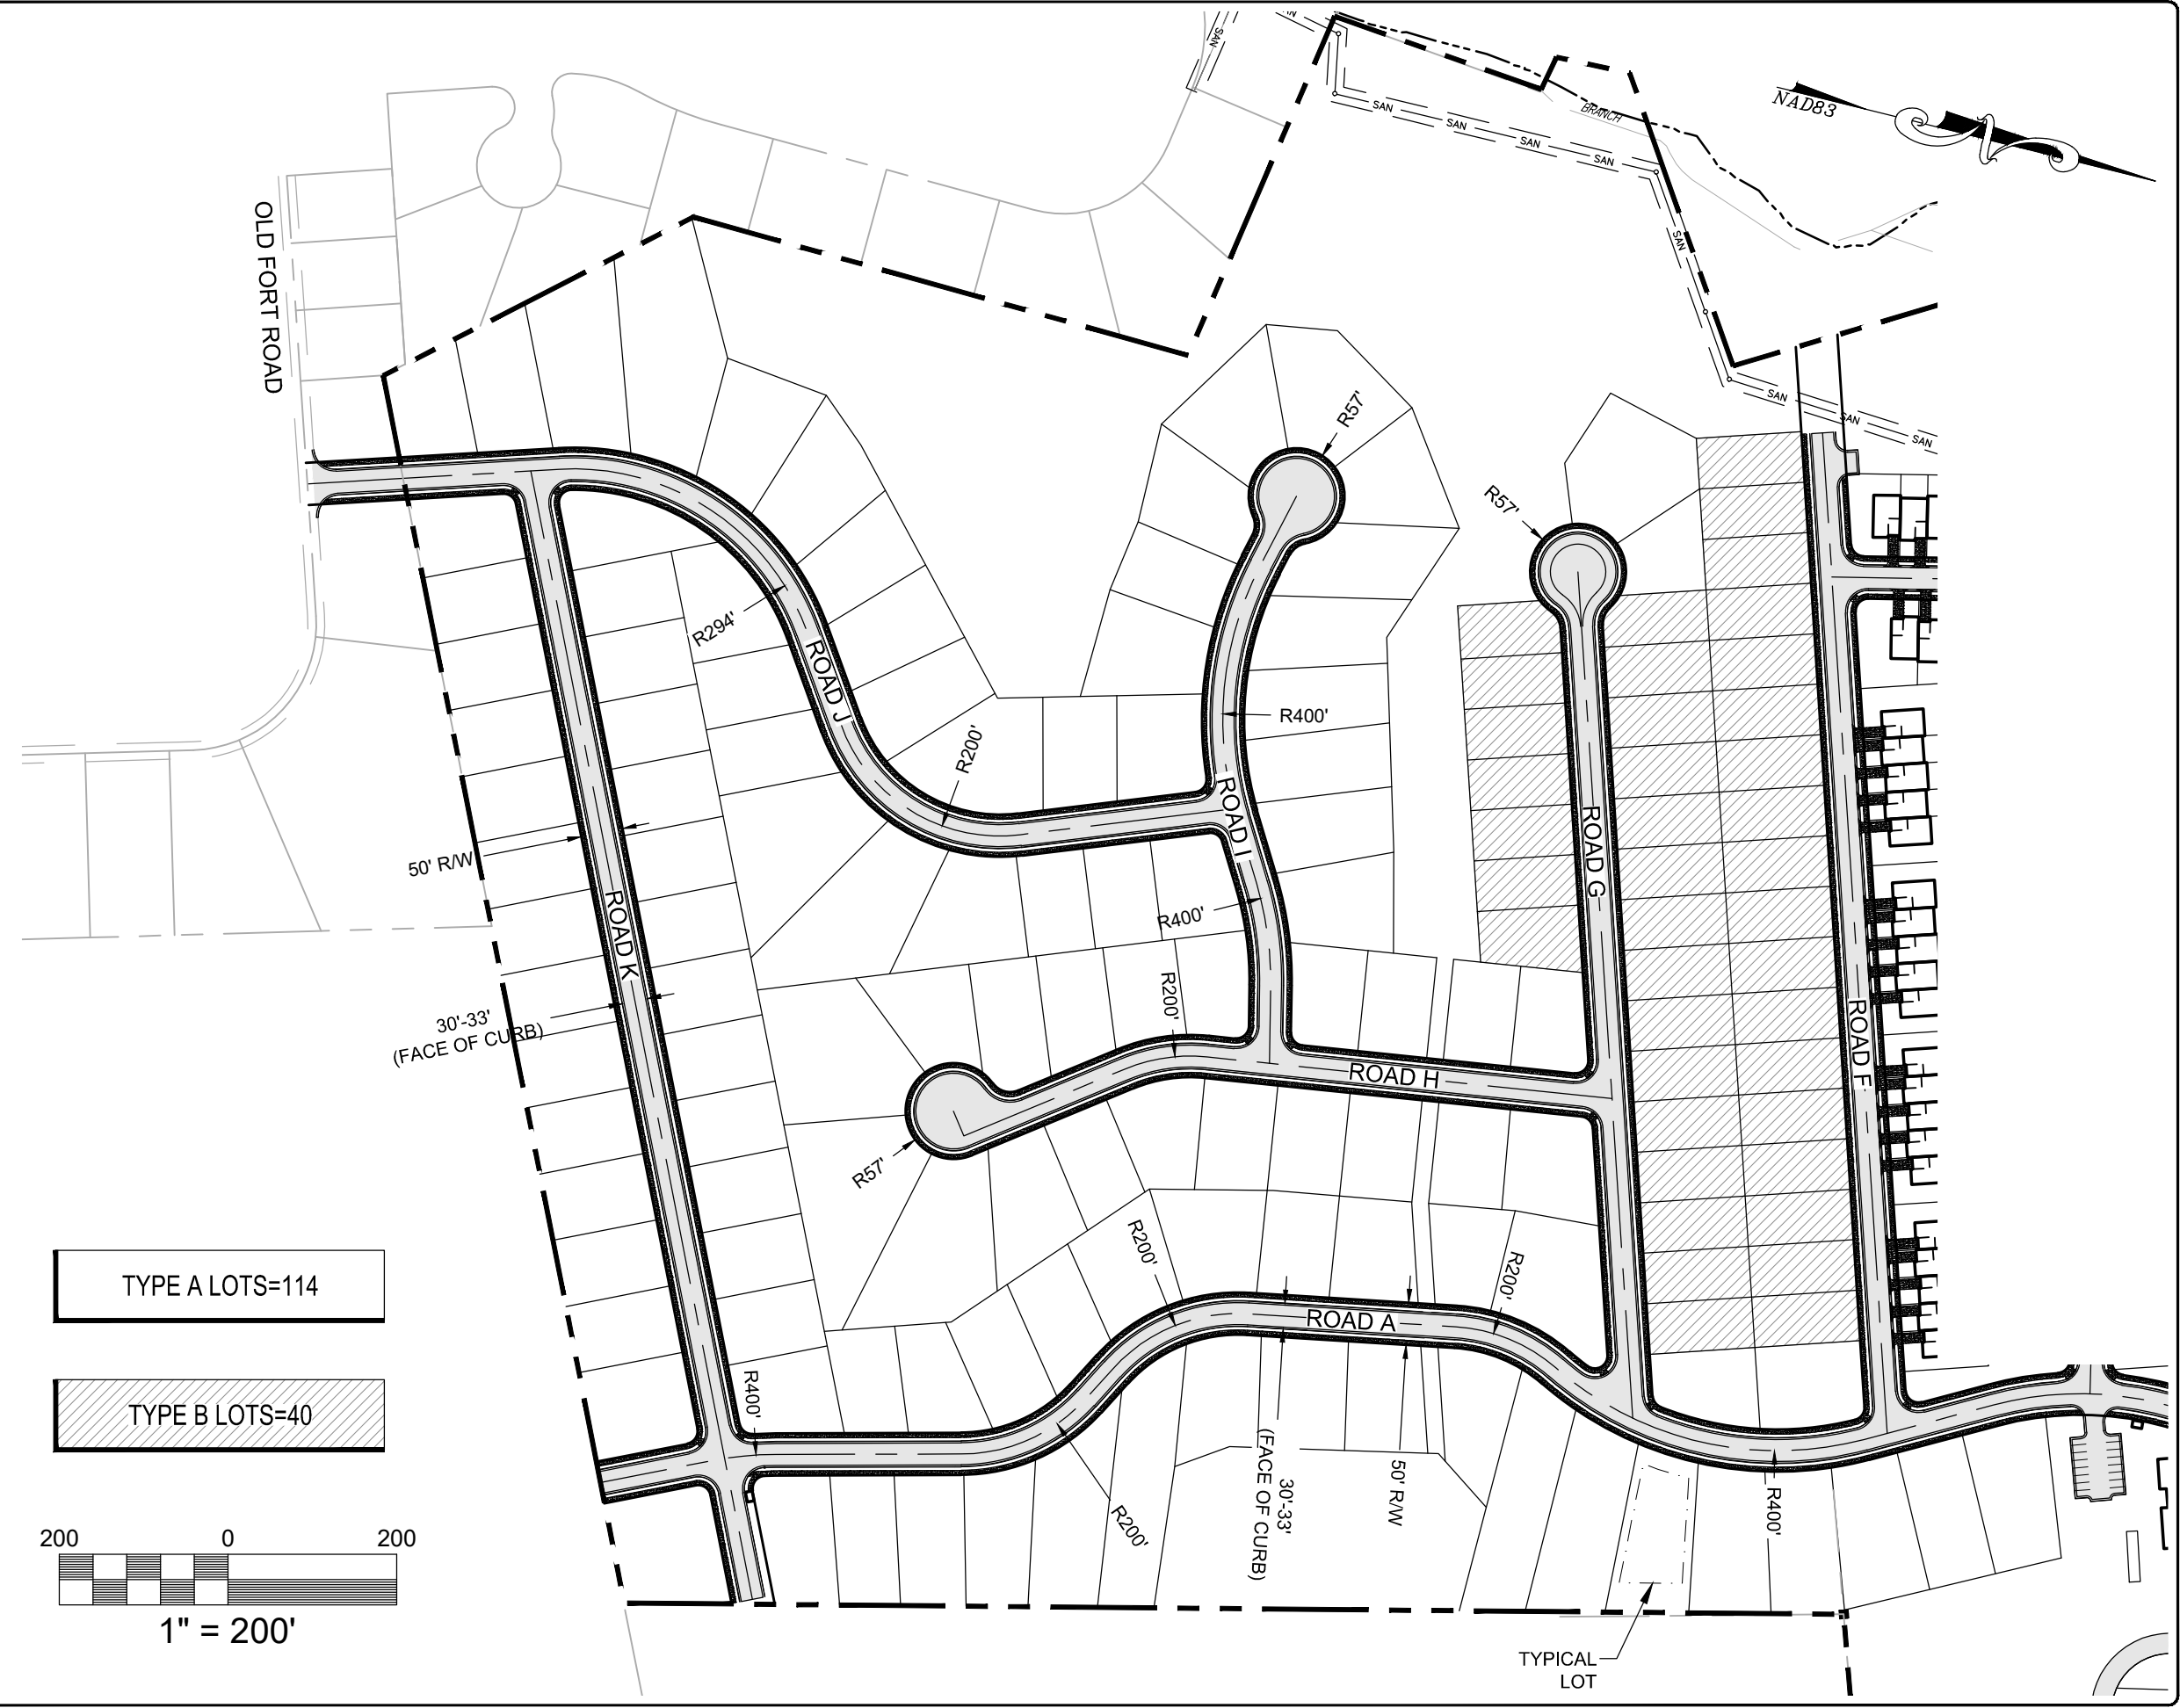 SAN
SAN
SAN
SAN
SAN
SAN
BRANCH
NAD83
SAN
SAN
SAN
SAN
OLD FORT ROAD
R57'
R57'
R294'
ROAD J
R200'
R400'
ROAD I
ROAD G
50' R/W
ROAD K
R400'
R200'
30'-33'
(FACE OF CURB)
ROAD F
ROAD H
R57'
R200'
R200'
ROAD A
TYPE A LOTS=114
R400'
TYPE B LOTS=40
30'-33'
(FACE OF CURB)
50' R/W
R200'
R400'
200 0 200
1" = 200'
TYPICAL
LOT